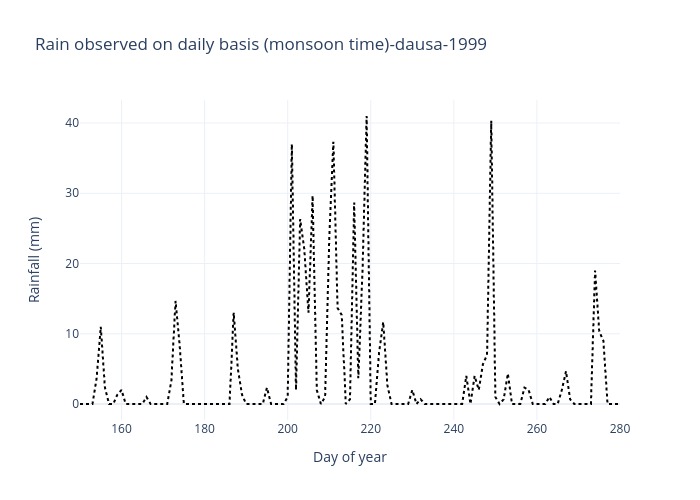 Rain observed on daily basis (monsoon time)-dausa-1999
40
30
20
10
0
Rainfall (mm)
160 180 200 220 240 260 280
Day of year